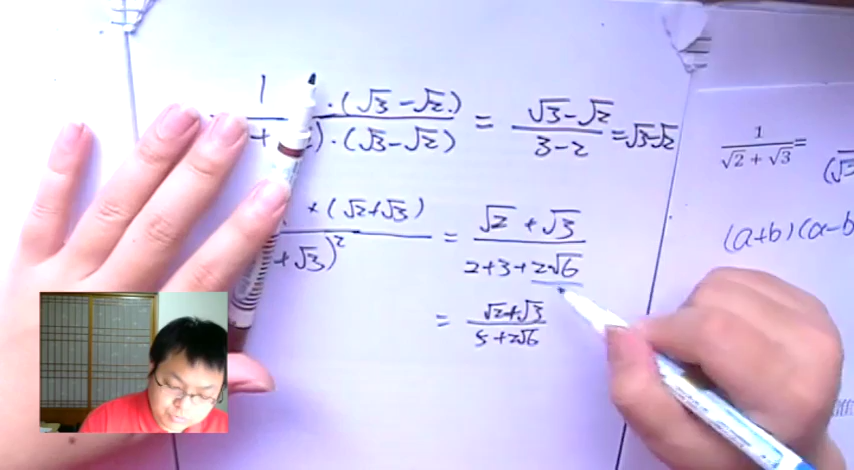 1 ·(√3-√2) = √3-√2 = √3-√2
+ )·(√3-√2) 3-2
×(√2+√3) = √2+√3
+√3)² 2+3+2√6
= √2+√3
5+2√6
1
√2+√3 =
(√3
(a+b)(a-b